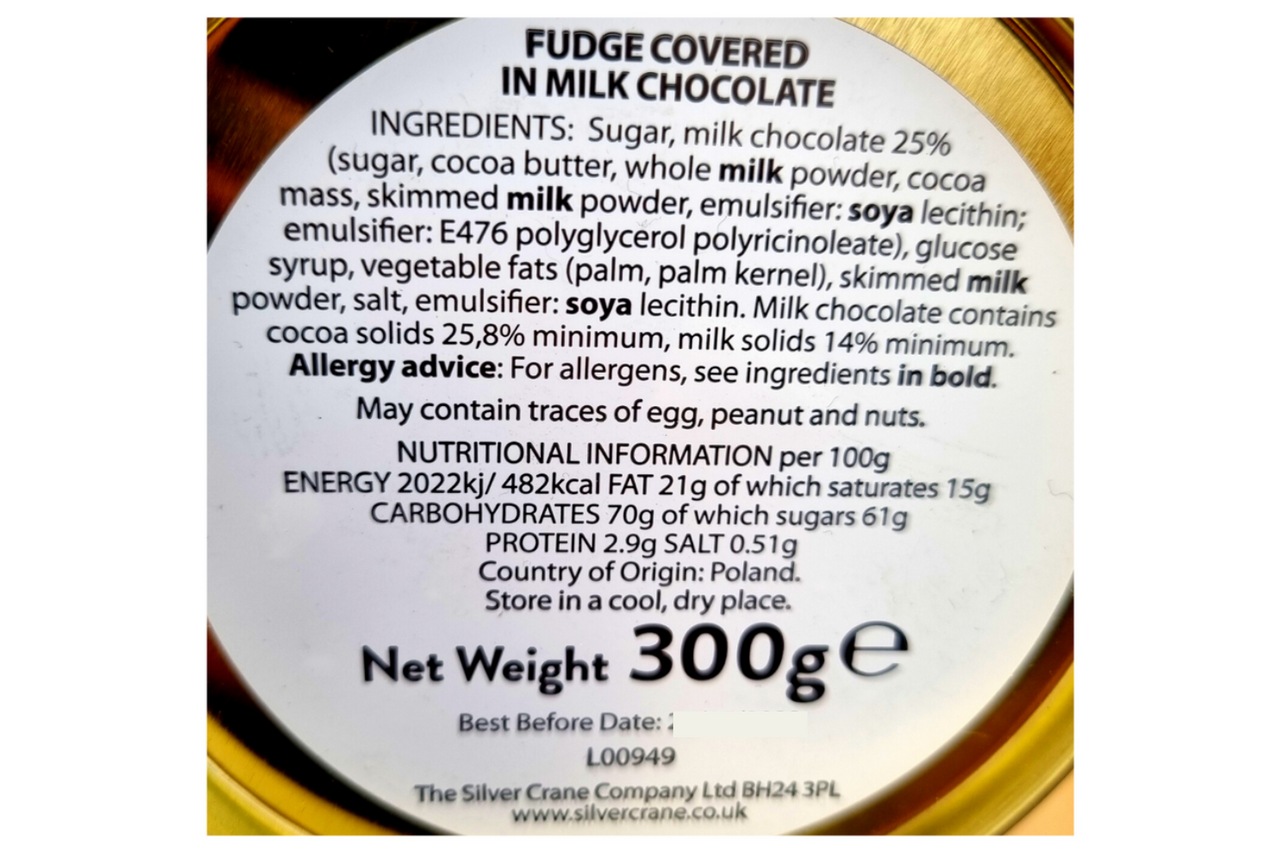 FUDGE COVERED
IN MILK CHOCOLATE
INGREDIENTS: Sugar, milk chocolate 25%
(sugar, cocoa butter, whole milk powder, cocoa
mass, skimmed milk powder, emulsifier: soya lecithin;
emulsifier: E476 polyglycerol polyricinoleate), glucose
syrup, vegetable fats (palm, palm kernel), skimmed milk
powder, salt, emulsifier: soya lecithin. Milk chocolate contains
cocoa solids 25,8% minimum, milk solids 14% minimum.
Allergy advice: For allergens, see ingredients in bold.
May contain traces of egg, peanut and nuts.
NUTRITIONAL INFORMATION per 100g
ENERGY 2022kj/ 482kcal FAT 21g of which saturates 15g
CARBOHYDRATES 70g of which sugars 61g
PROTEIN 2.9g SALT 0.51g
Country of Origin: Poland.
Store in a cool, dry place.
Net Weight 300g e
Best Before Date:
L00949
The Silver Crane Company Ltd BH24 3PL
www.silvercrane.co.uk